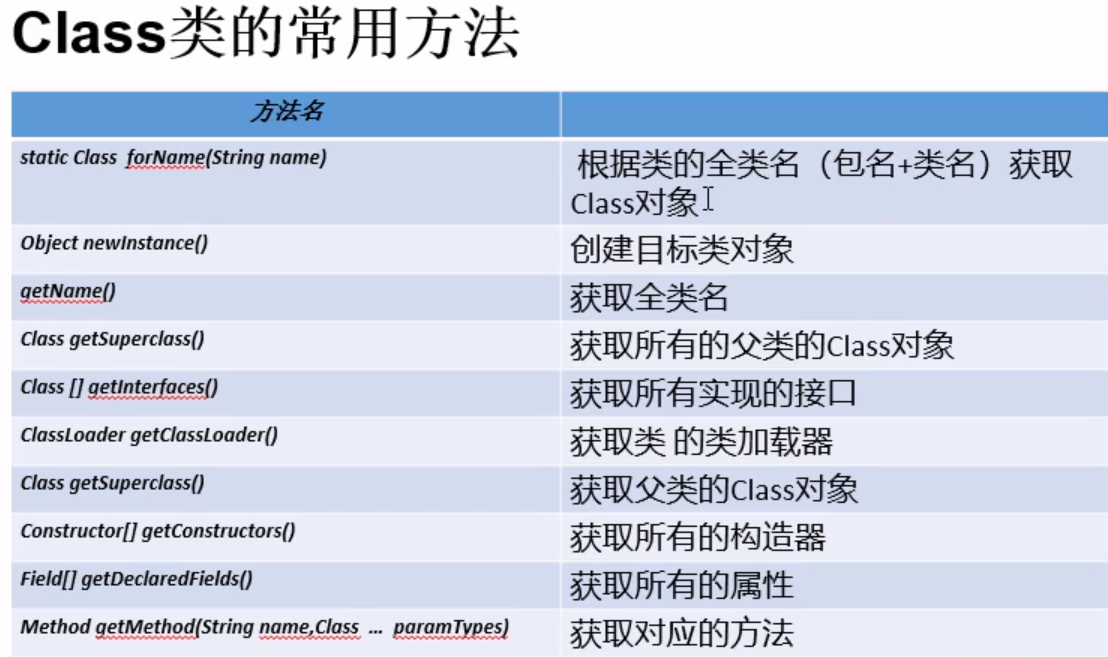 Class类的常用方法
方法名
static Class forName(String name)
根据类的全类名（包名+类名）获取
Class对象
Object newInstance()
创建目标类对象
getName()
获取全类名
Class getSuperclass()
获取所有的父类的Class对象
Class [] getInterfaces()
获取所有实现的接口
ClassLoader getClassLoader()
获取类 的类加载器
Class getSuperclass()
获取父类的Class对象
Constructor[] getConstructors()
获取所有的构造器
Field[] getDeclaredFields()
获取所有的属性
Method getMethod(String name,Class … paramTypes)
获取对应的方法